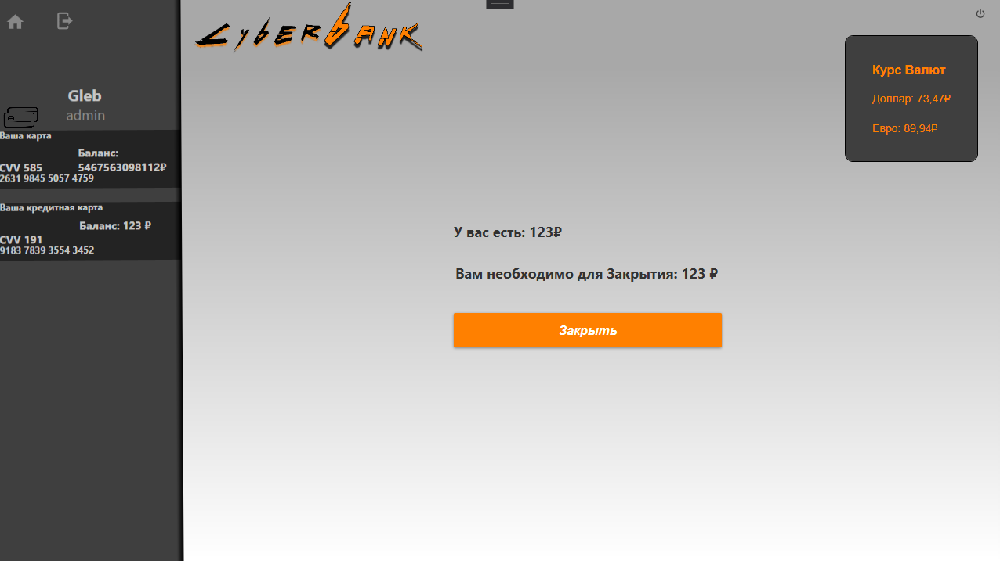 CyberBank
Gleb
admin
Ваша карта
Баланс:
CVV 585 5467563098112₽
2631 9845 5057 4759
Ваша кредитная карта
Баланс: 123 ₽
CVV 191
9183 7839 3554 3452
Курс Валют
Доллар: 73,47₽
Евро: 89,94₽
У вас есть: 123₽
Вам необходимо для Закрытия: 123 ₽
Закрыть